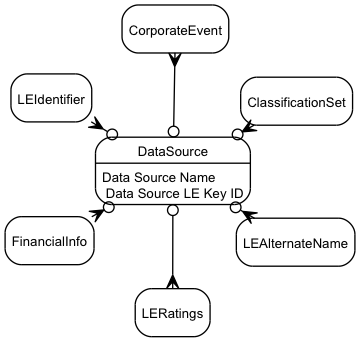 CorporateEvent
LEIdentifier
ClassificationSet
DataSource
Data Source Name
Data Source LE Key ID
FinancialInfo
LEAlternateName
LERatings